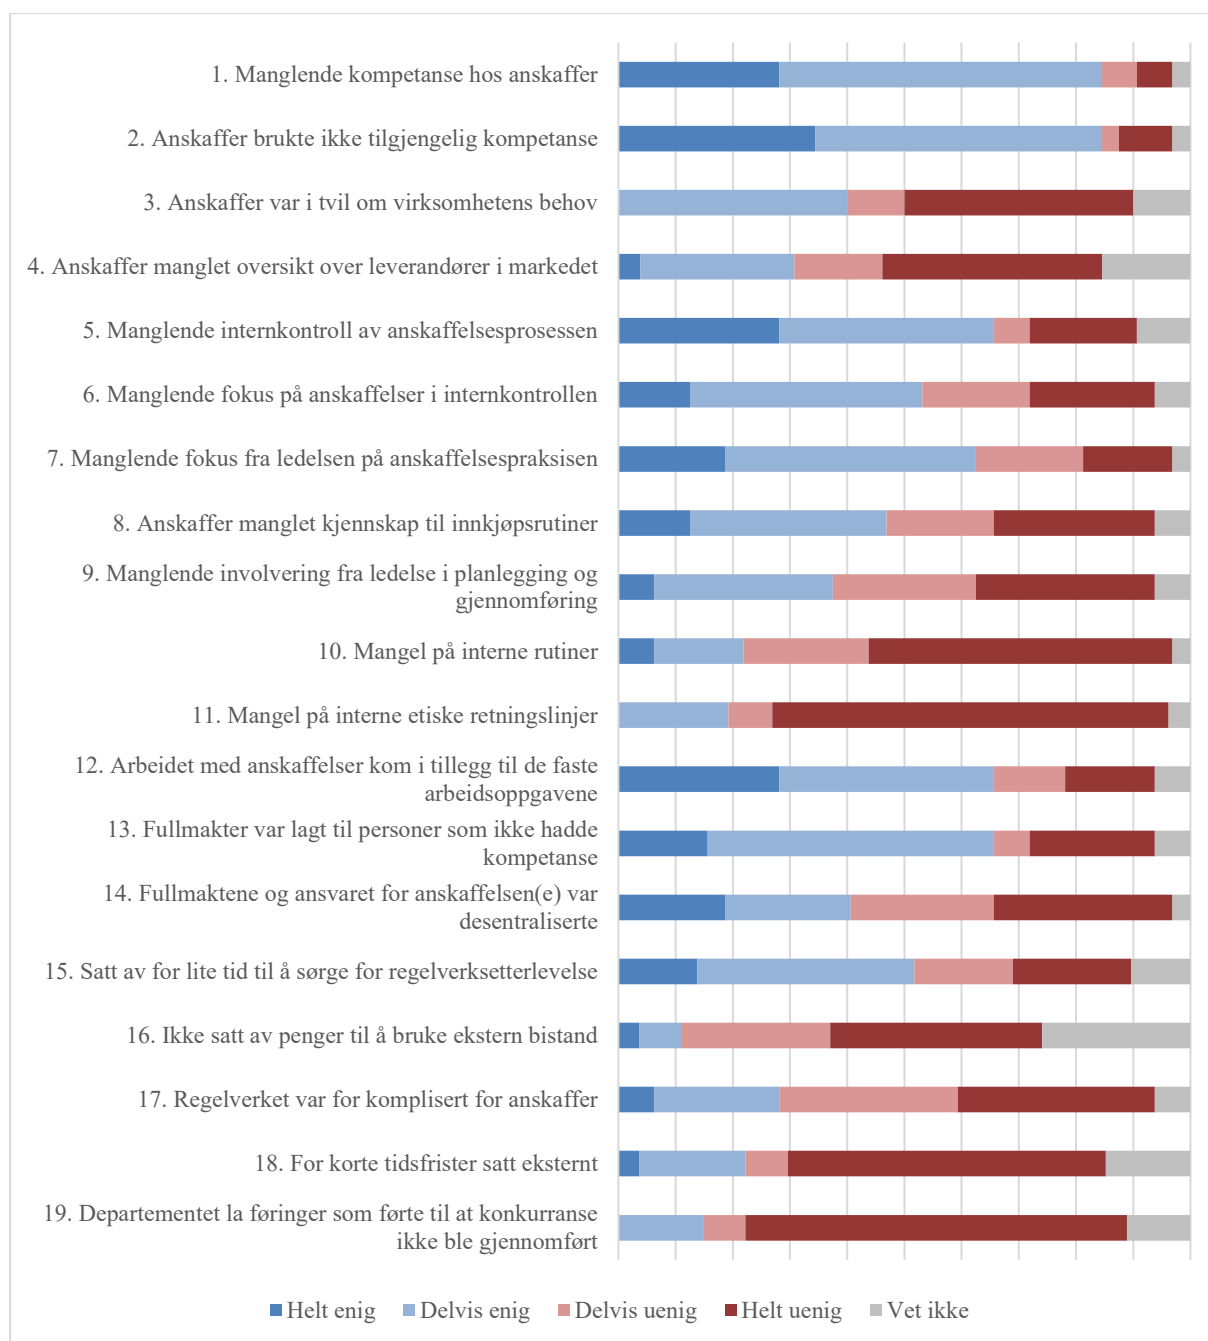 1. Manglende kompetanse hos anskaffer
2. Anskaffer brukte ikke tilgjengelig kompetanse
3. Anskaffer var i tvil om virksomhetens behov
4. Anskaffer manglet oversikt over leverandører i markedet
5. Manglende internkontroll av anskaffelsesprosessen
6. Manglende fokus på anskaffelser i internkontrollen
7. Manglende fokus fra ledelsen på anskaffelsespraksisen
8. Anskaffer manglet kjennskap til innkjøpsrutiner
9. Manglende involvering fra ledelse i planlegging og
gjennomføring
10. Mangel på interne rutiner
11. Mangel på interne etiske retningslinjer
12. Arbeidet med anskaffelser kom i tillegg til de faste
arbeidsoppgavene
13. Fullmakter var lagt til personer som ikke hadde
kompetanse
14. Fullmaktene og ansvaret for anskaffelsen(e) var
desentraliserte
15. Satt av for lite tid til å sørge for regelverksetterlevelse
16. Ikke satt av penger til å bruke ekstern bistand
17. Regelverket var for komplisert for anskaffer
18. For korte tidsfrister satt eksternt
19. Departementet la føringer som førte til at konkurranse
ikke ble gjennomført
Helt enig Delvis enig Delvis uenig Helt uenig Vet ikke